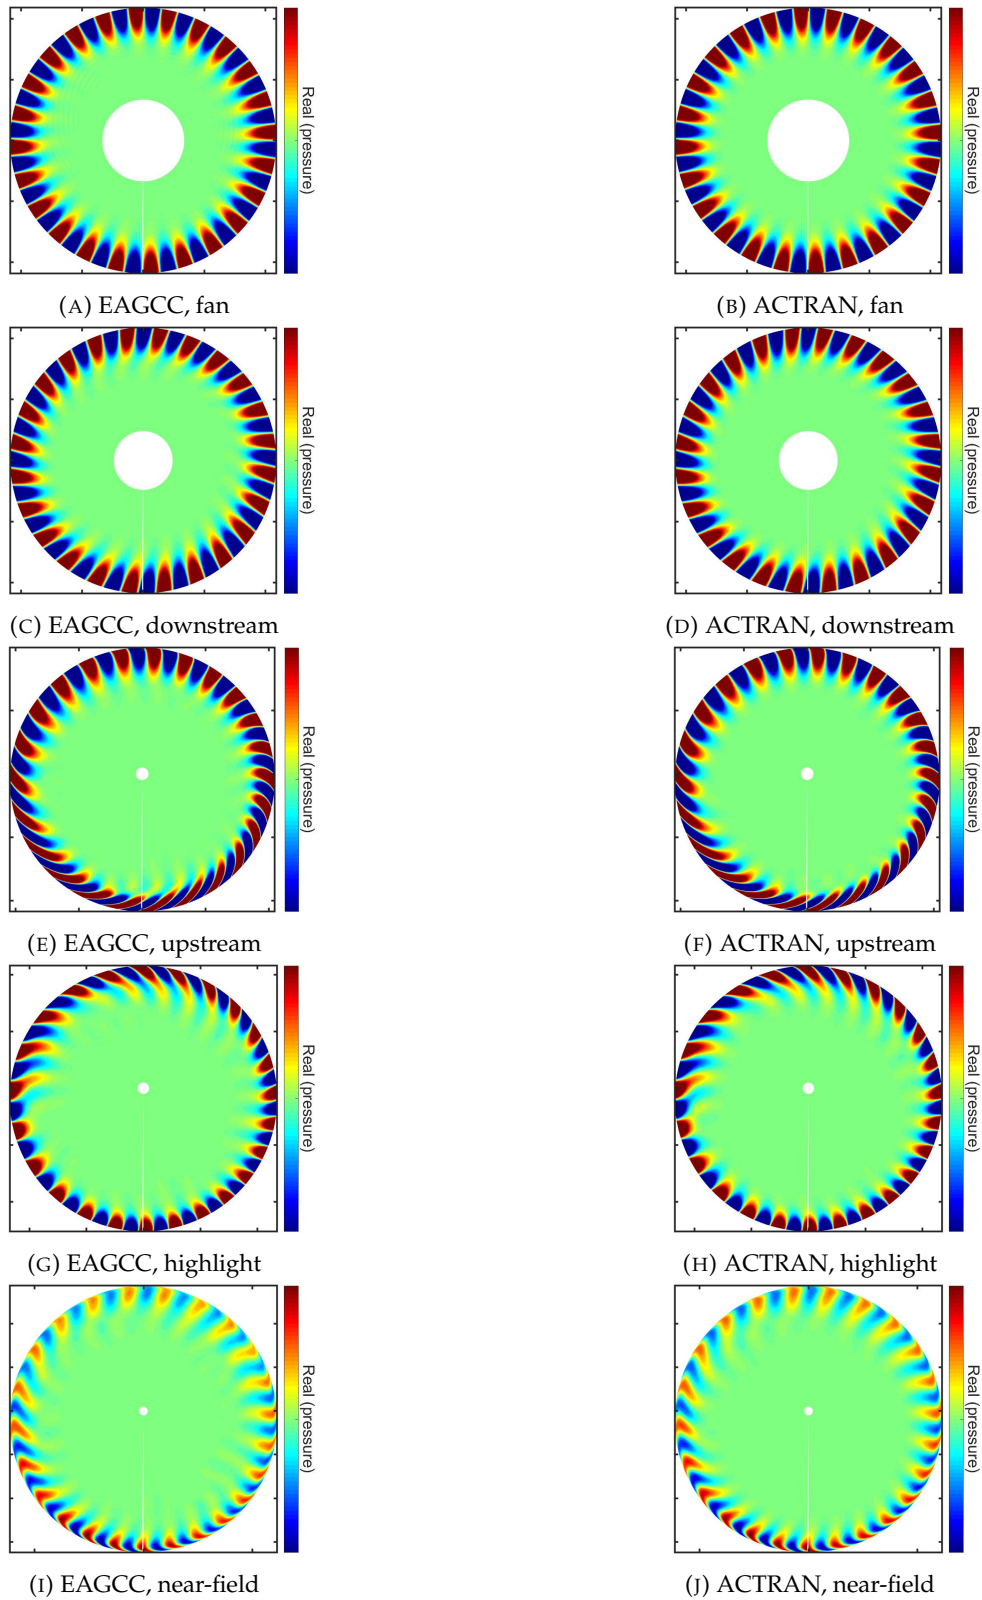 Real (pressure)
Real (pressure)
(A) EAGCC, fan
(B) ACTRAN, fan
Real (pressure)
Real (pressure)
(C) EAGCC, downstream
(D) ACTRAN, downstream
Real (pressure)
Real (pressure)
(E) EAGCC, upstream
(F) ACTRAN, upstream
Real (pressure)
Real (pressure)
(G) EAGCC, highlight
(H) ACTRAN, highlight
Real (pressure)
Real (pressure)
(I) EAGCC, near-field
(J) ACTRAN, near-field